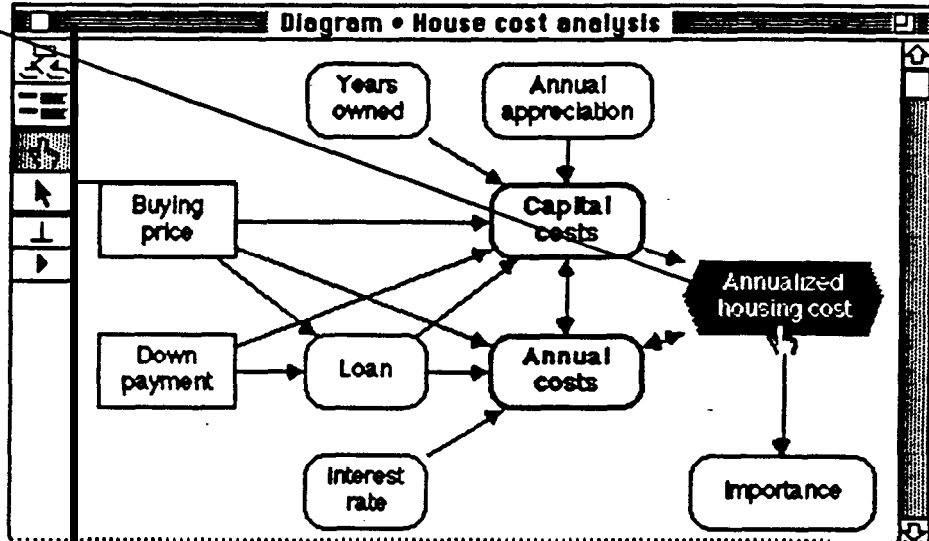 Diagram • House cost analysis
Years
owned
Annual
appreciation
Buying
price
Capital
costs
Annualized
housing cost
Down
payment
Loan
Annual
costs
Interest
rate
Importance